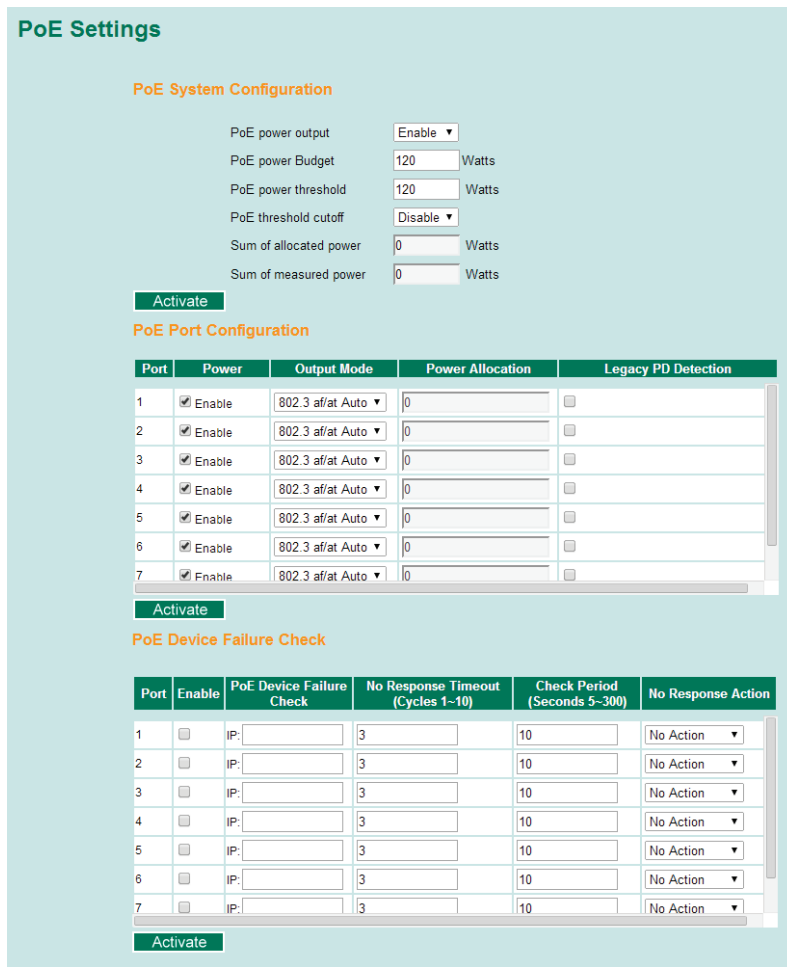 PoE Settings
PoE System Configuration
PoE power output Enable
PoE power Budget 120 Watts
PoE power threshold 120 Watts
PoE threshold cutoff Disable
Sum of allocated power 0 Watts
Sum of measured power 0 Watts
Activate
PoE Port Configuration
Port Power Output Mode Power Allocation Legacy PD Detection
1 Enable 802.3 af/at Auto 0
2 Enable 802.3 af/at Auto 0
3 Enable 802.3 af/at Auto 0
4 Enable 802.3 af/at Auto 0
5 Enable 802.3 af/at Auto 0
6 Enable 802.3 af/at Auto 0
7 Enable 802.3 af/at Auto 0
Activate
PoE Device Failure Check
Port Enable PoE Device Failure Check No Response Timeout (Cycles 1~10) Check Period (Seconds 5~300) No Response Action
1 IP: 3 10 No Action
2 IP: 3 10 No Action
3 IP: 3 10 No Action
4 IP: 3 10 No Action
5 IP: 3 10 No Action
6 IP: 3 10 No Action
7 IP: 3 10 No Action
Activate